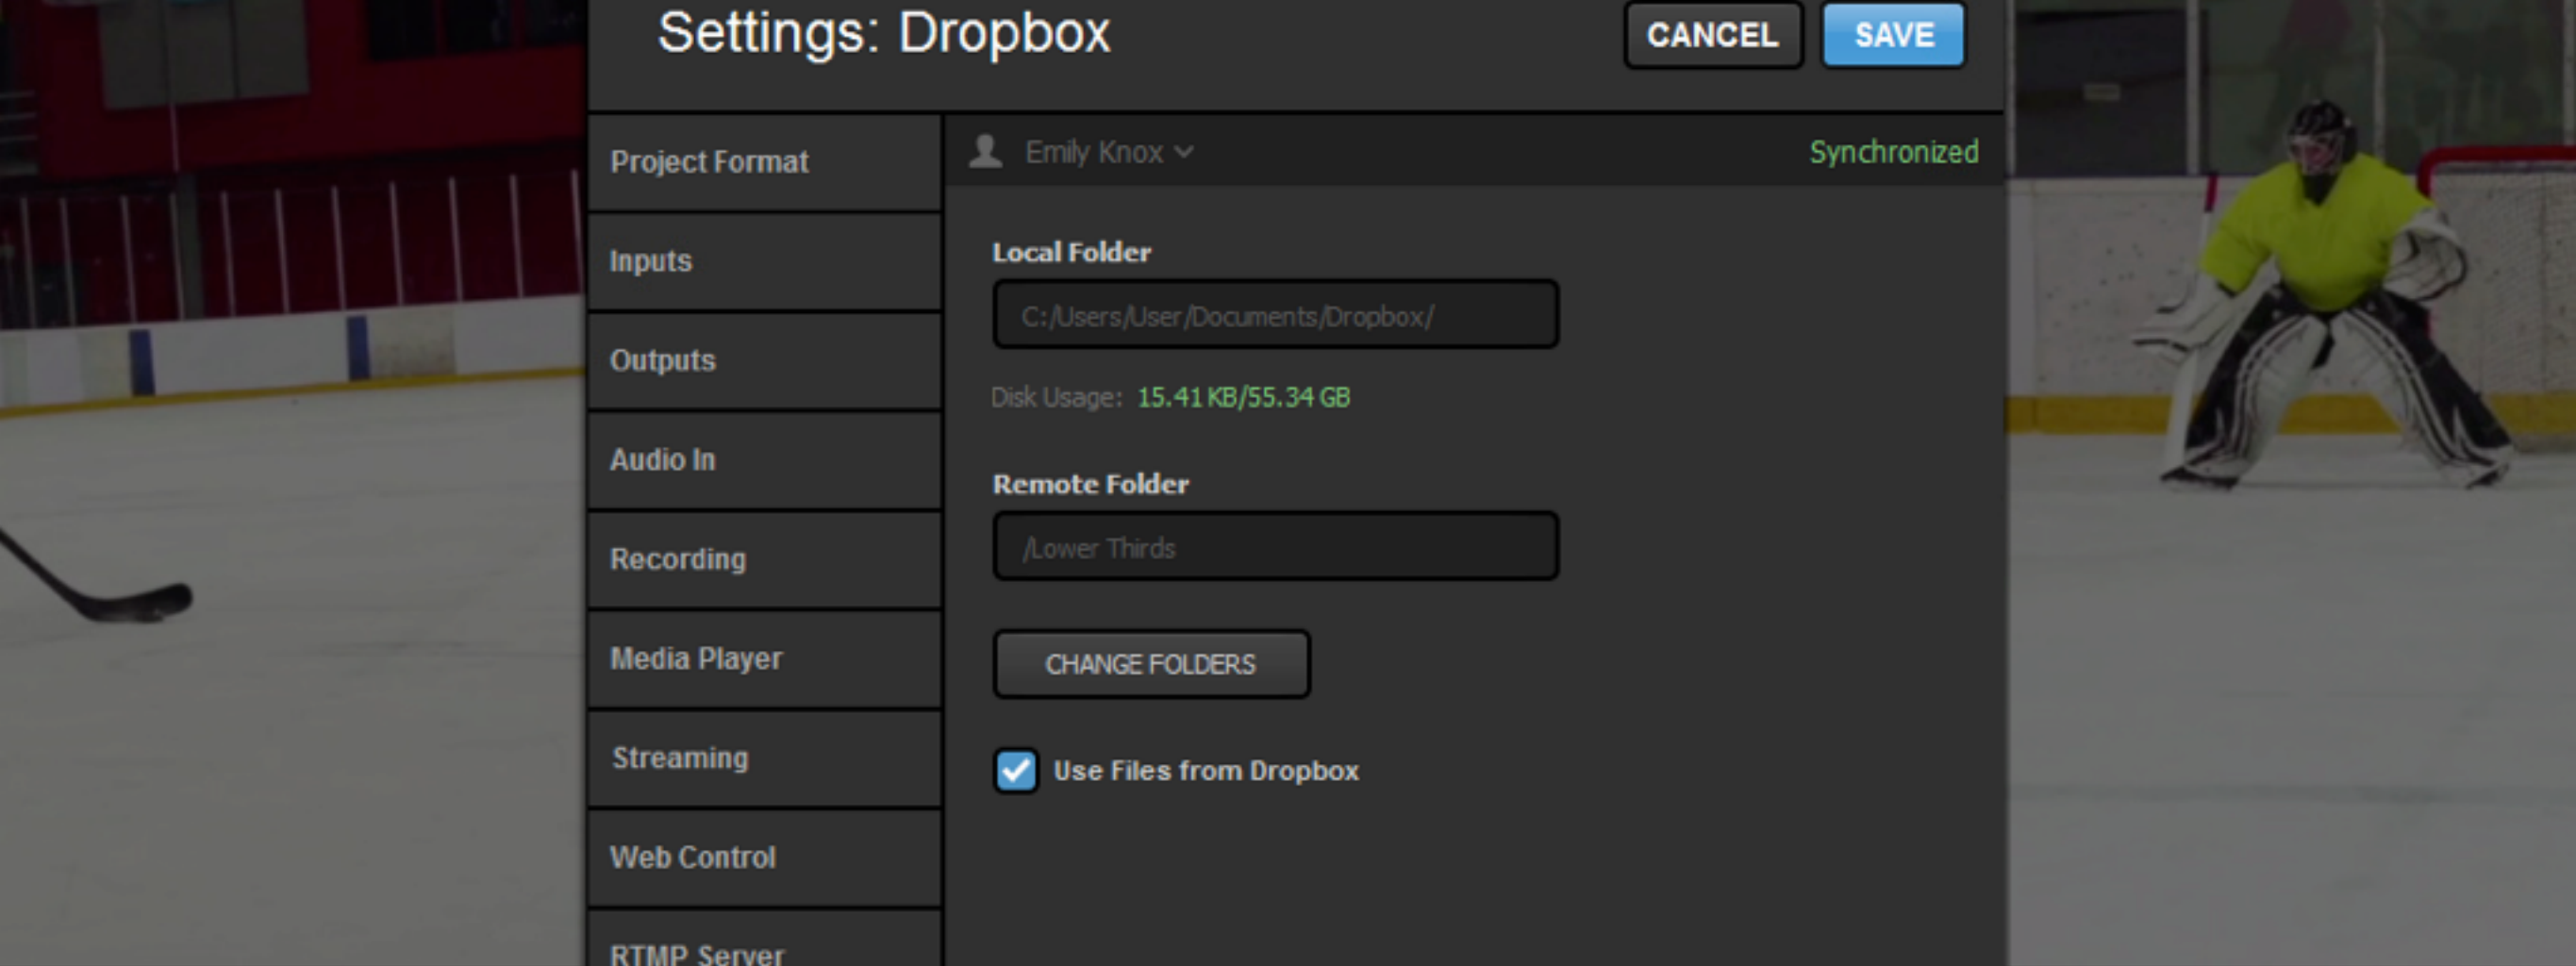 Settings: Dropbox
CANCEL
SAVE
Project Format
Inputs
Outputs
Audio In
Recording
Media Player
Streaming
Web Control
RTMP Server
Emily Knox
Synchronized
Local Folder
C:/Users/User/Documents/Dropbox/
Disk Usage: 15.41 KB/55.34 GB
Remote Folder
/Lower Thirds
CHANGE FOLDERS
Use Files from Dropbox